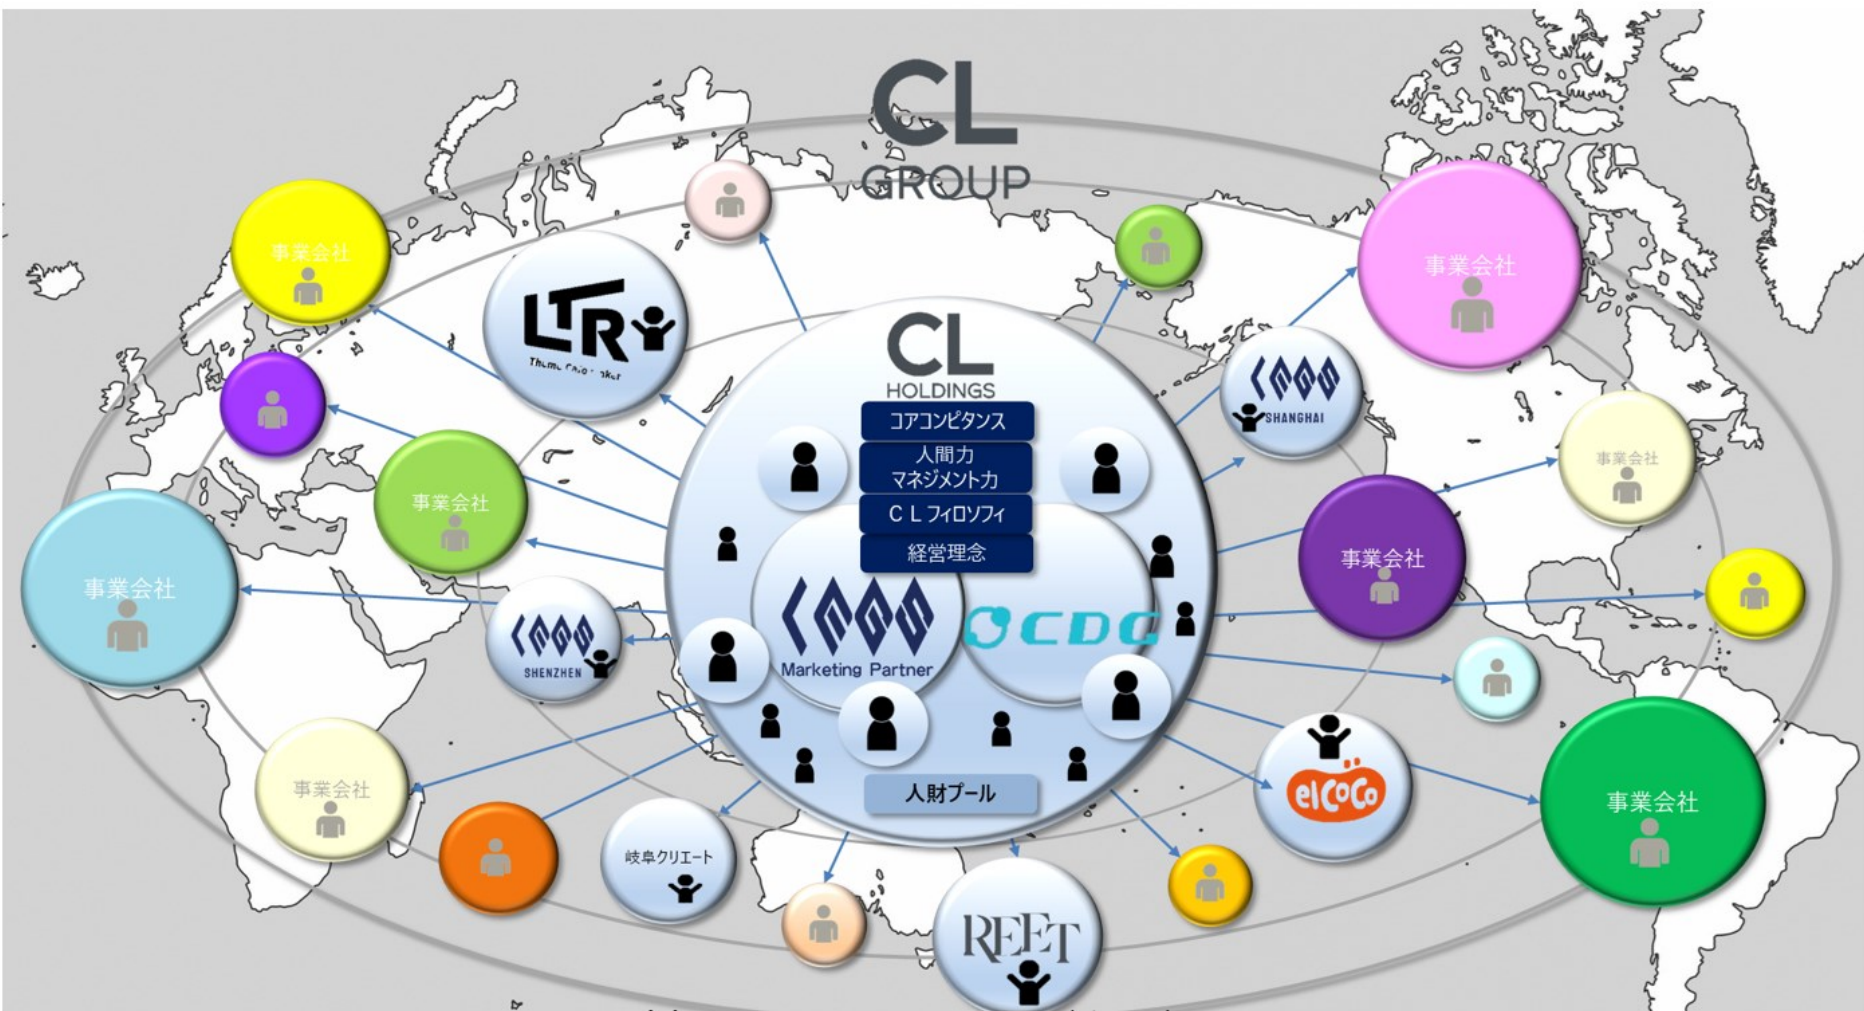 CL
GROUP
事業会社
事業会社
LTR
CL
HOLDINGS
コアコンピタンス
人間力
マネジメント力
ＣＬフィロソフィ
経営理念
SHANGHAI
事業会社
事業会社
事業会社
事業会社
SHENZHEN
Marketing Partner
CDG
事業会社
人財プール
elCoCo
事業会社
岐阜クリエート
REET